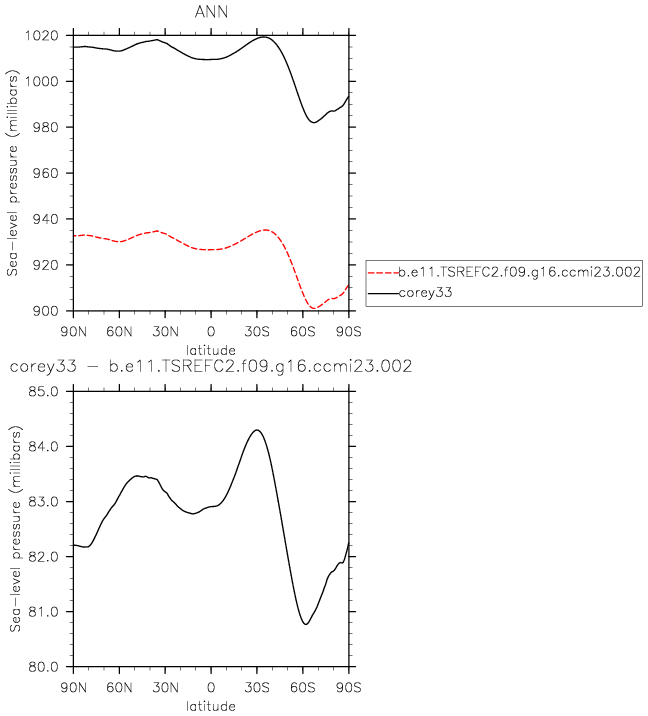 ANN
Sea-level pressure (millibars)
1020
1000
980
960
940
920
900
90N 60N 30N 0 30S 60S 90S
latitude
b.e11.TSREFC2.f09.g16.ccmi23.002
corey33
corey33 - b.e11.TSREFC2.f09.g16.ccmi23.002
Sea-level pressure (millibars)
85.0
84.0
83.0
82.0
81.0
80.0
90N 60N 30N 0 30S 60S 90S
latitude